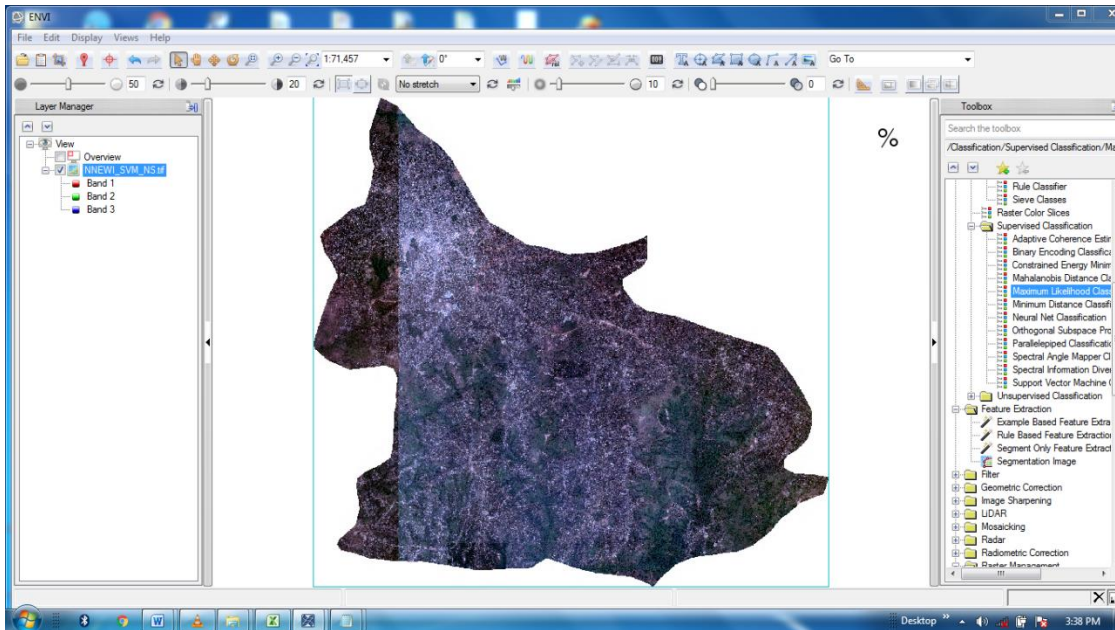 ENVI
File Edit Display Views Help
1:71,457 0° Go To
50 20 No stretch 10 0
Layer Manager
View
Overview
NNEWI_SVM_NS.tif
Band 1
Band 2
Band 3
%
Toolbox
Search the toolbox
/Classification/Supervised Classification/Ma
Rule Classifier
Sieve Classes
Raster Color Slices
Supervised Classification
Adaptive Coherence Estin
Binary Encoding Classifica
Constrained Energy Minim
Mahalanobis Distance Cla
Maximum Likelihood Class
Minimum Distance Classifi
Neural Net Classification
Orthogonal Subspace Pro
Parallelepiped Classificatio
Spectral Angle Mapper Cl
Spectral Information Diver
Support Vector Machine C
Unsupervised Classification
Feature Extraction
Example Based Feature Extra
Rule Based Feature Extraction
Segment Only Feature Extract
Segmentation Image
Filter
Geometric Correction
Image Sharpening
LiDAR
Mosaicking
Radar
Radiometric Correction
Raster Management
Desktop 3:38 PM